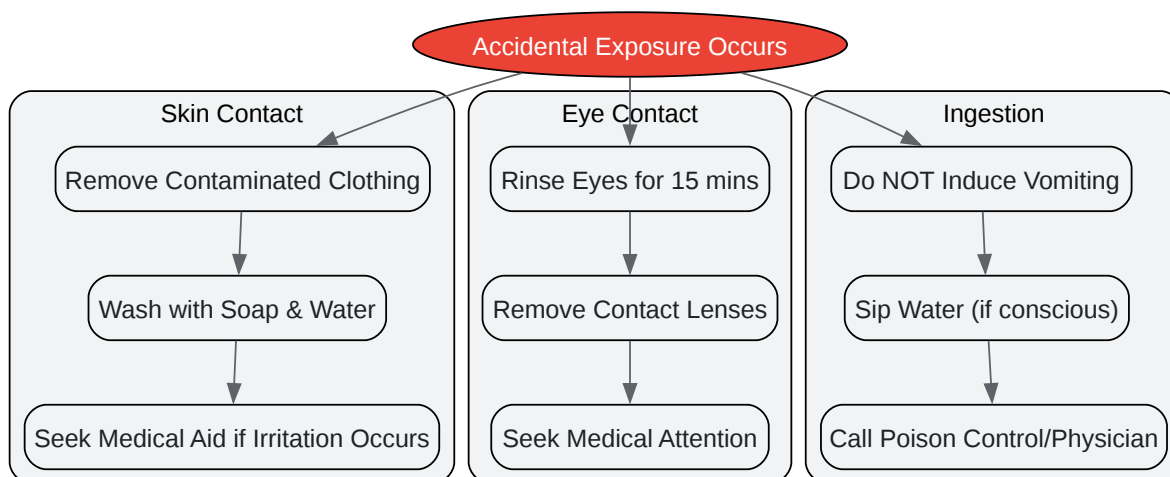 Accidental Exposure Occurs
Skin Contact
Remove Contaminated Clothing
Wash with Soap & Water
Seek Medical Aid if Irritation Occurs
Eye Contact
Rinse Eyes for 15 mins
Remove Contact Lenses
Seek Medical Attention
Ingestion
Do NOT Induce Vomiting
Sip Water (if conscious)
Call Poison Control/Physician